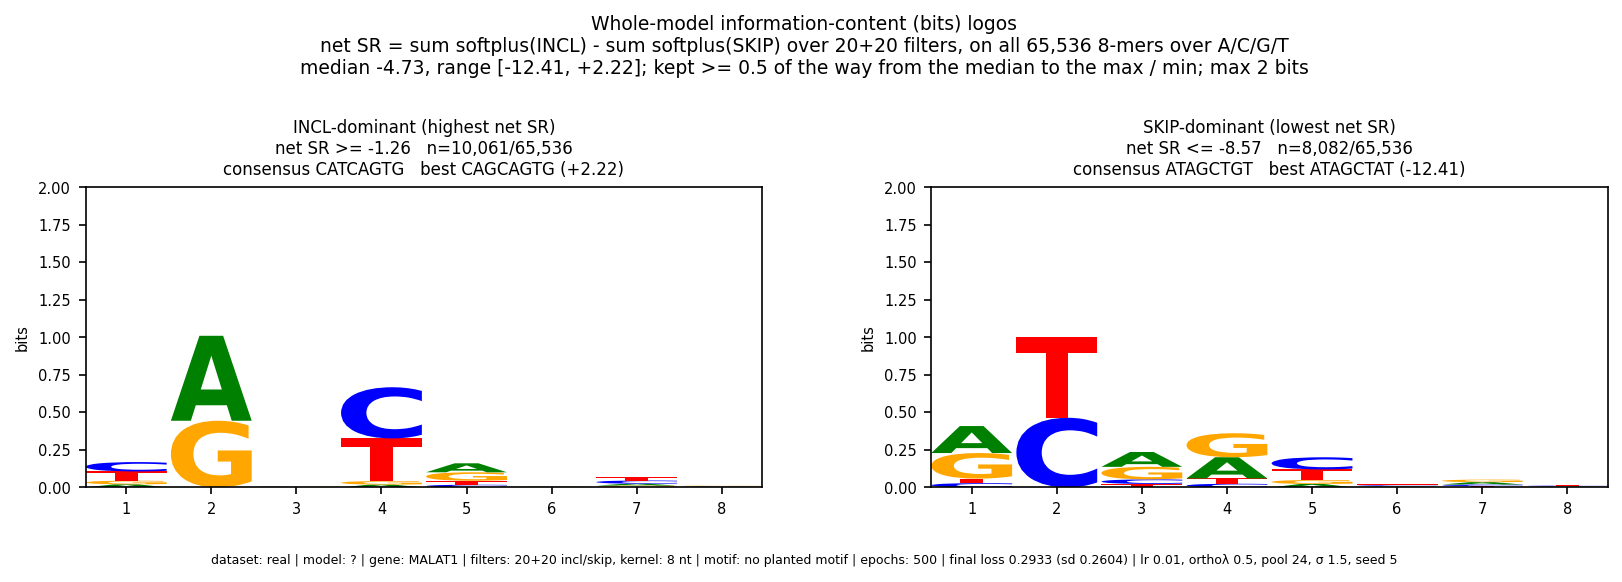 Whole-model information-content (bits) logos
net SR = sum softplus(INCL) - sum softplus(SKIP) over 20+20 filters, on all 65,536 8-mers over A/C/G/T
median -4.73, range [-12.41, +2.22]; kept >= 0.5 of the way from the median to the max / min; max 2 bits
INCL-dominant (highest net SR)
net SR >= -1.26 n=10,061/65,536
consensus CATCAGTG best CAGCAGTG (+2.22)
2.00
1.75
1.50
1.25
1.00
0.75
0.50
0.25
0.00
bits
1 2 3 4 5 6 7 8
SKIP-dominant (lowest net SR)
net SR <= -8.57 n=8,082/65,536
consensus ATAGCTGT best ATAGCTAT (-12.41)
2.00
1.75
1.50
1.25
1.00
0.75
0.50
0.25
0.00
bits
1 2 3 4 5 6 7 8
dataset: real | model: ? | gene: MALAT1 | filters: 20+20 incl/skip, kernel: 8 nt | motif: no planted motif | epochs: 500 | final loss 0.2933 (sd 0.2604) | lr 0.01, orthoλ 0.5, pool 24, σ 1.5, seed 5